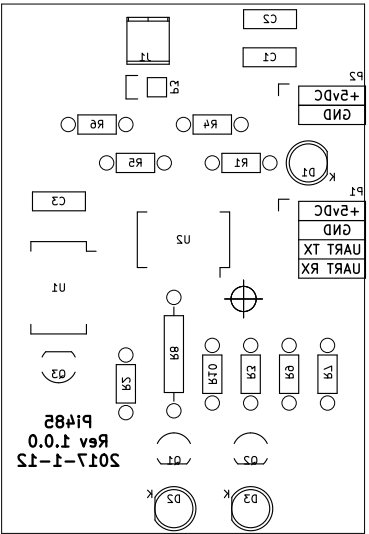 C2
J1
C1
P3
P2
+5vDC
GND
R6
R4
R5
R1
D1
K
P1
C3
+5vDC
GND
UART TX
UART RX
U2
U1
R8
Q3
R2
R10
R3
R9
R7
Pi485
Rev 1.0.0
2017-1-12
Q1
Q2
K
D2
K
D3